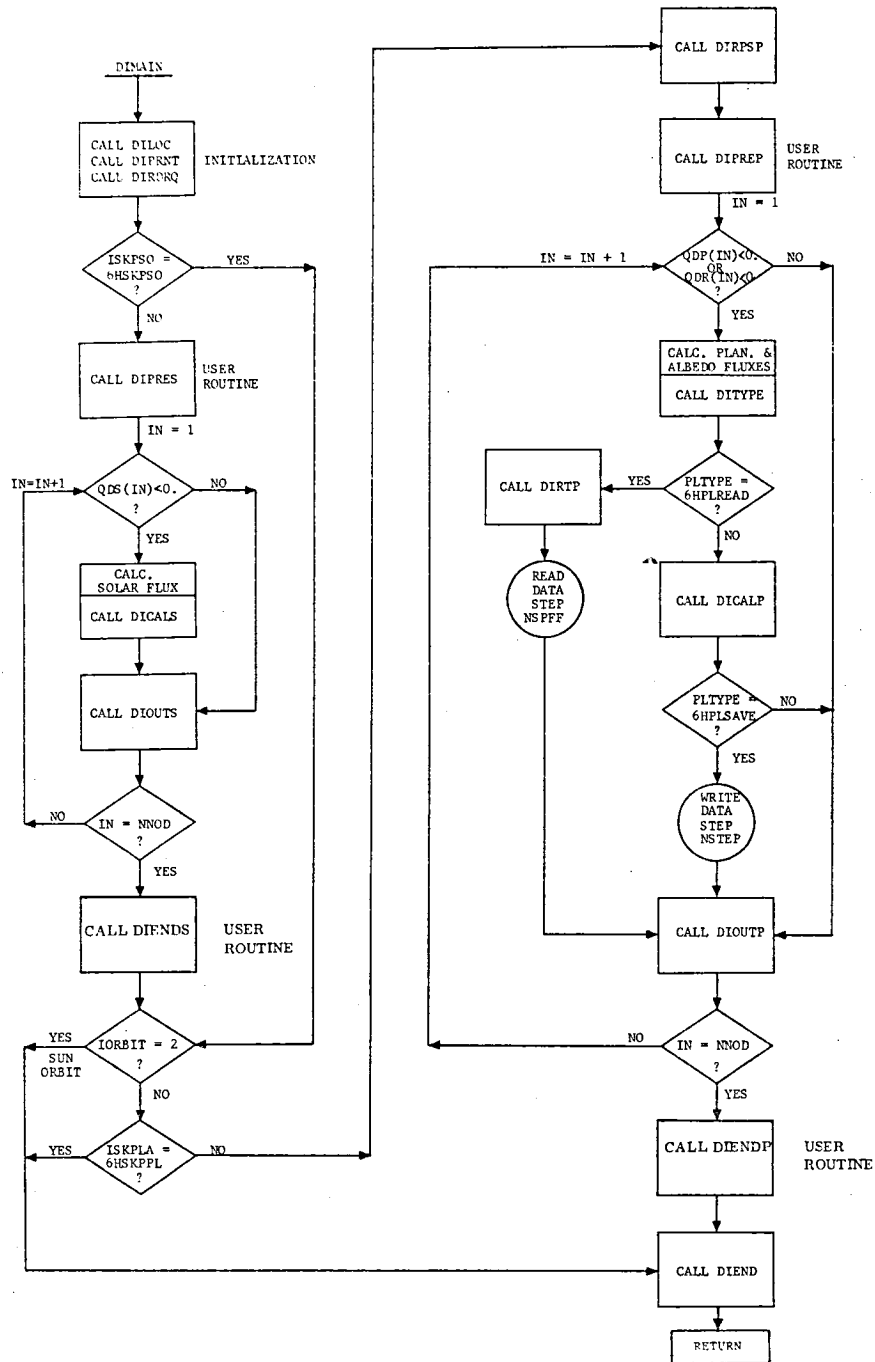 DIMAIN
CALL DILOC
CALL DIPRNT
CALL DIRDRQ
INITIALIZATION
ISKPSO =
6HSKPSO
?
YES
NO
CALL DIPRES
USER
ROUTINE
IN = 1
IN=IN+1
QDS(IN)<0.
?
NO
YES
CALC.
SOLAR FLUX
CALL DICALS
CALL DIOUTS
NO
IN = NNOD
?
YES
CALL DIENDS
USER
ROUTINE
YES
SUN
ORBIT
IORBIT = 2
?
NO
YES
ISKPLA =
6HSKPPL
?
NO
CALL DIRPSP
CALL DIPREP
USER
ROUTINE
IN = 1
IN = IN + 1
QDP(IN)<0.
OR
QDR(IN)<0.
?
NO
YES
CALC. PLAN. &
ALBEDO FLUXES
CALL DITYPE
CALL DIRTP
YES
PLTYPE =
6HPLREAD
?
NO
READ
DATA
STEP
NSPFF
CALL DICALP
PLTYPE =
6HPLSAVE
?
NO
YES
WRITE
DATA
STEP
NSTEP
CALL DIOUTP
NO
IN = NNOD
?
YES
CALL DIENDP
USER
ROUTINE
CALL DIEND
RETURN